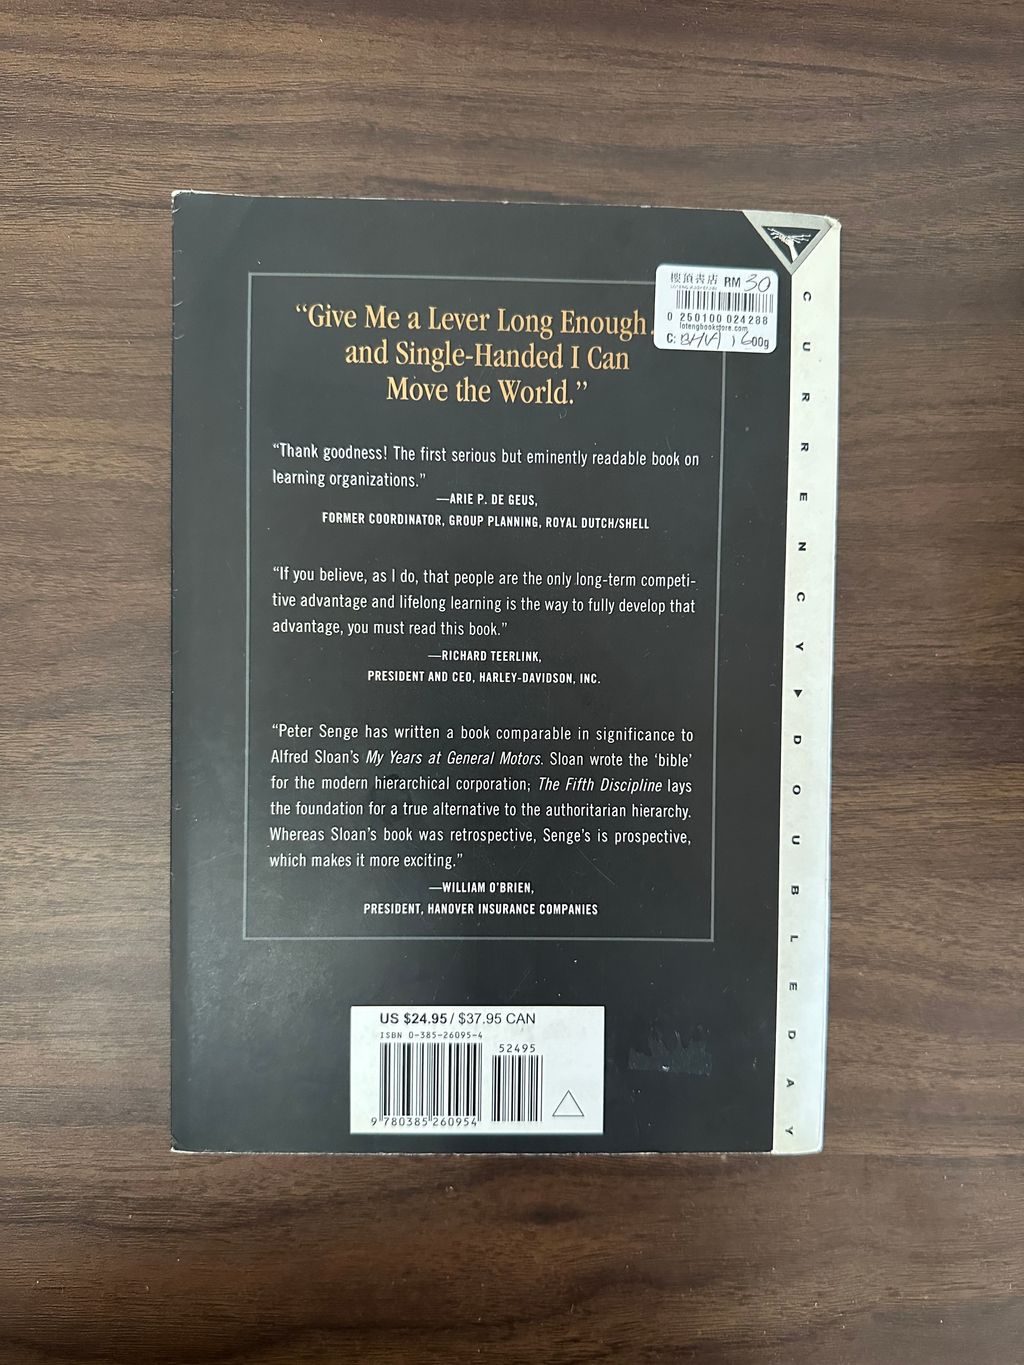 “Give Me a Lever Long Enough.
and Single-Handed I Can
Move the World.”
樓頂書店 RM 30
0 250100 024288
lotengbookstore.com
C: BHVA 1600g
“Thank goodness! The first serious but eminently readable book on
learning organizations.”
—ARIE P. DE GEUS,
FORMER COORDINATOR, GROUP PLANNING, ROYAL DUTCH/SHELL
“If you believe, as I do, that people are the only long-term competi-
tive advantage and lifelong learning is the way to fully develop that
advantage, you must read this book.”
—RICHARD TEERLINK,
PRESIDENT AND CEO, HARLEY-DAVIDSON, INC.
“Peter Senge has written a book comparable in significance to
Alfred Sloan’s My Years at General Motors. Sloan wrote the ‘bible’
for the modern hierarchical corporation; The Fifth Discipline lays
the foundation for a true alternative to the authoritarian hierarchy.
Whereas Sloan’s book was retrospective, Senge’s is prospective,
which makes it more exciting.”
—WILLIAM O’BRIEN,
PRESIDENT, HANOVER INSURANCE COMPANIES
US $24.95 / $37.95 CAN
ISBN 0-385-26095-4
52495
9 780385 260954
CURRENCY ▸ DOUBLEDAY